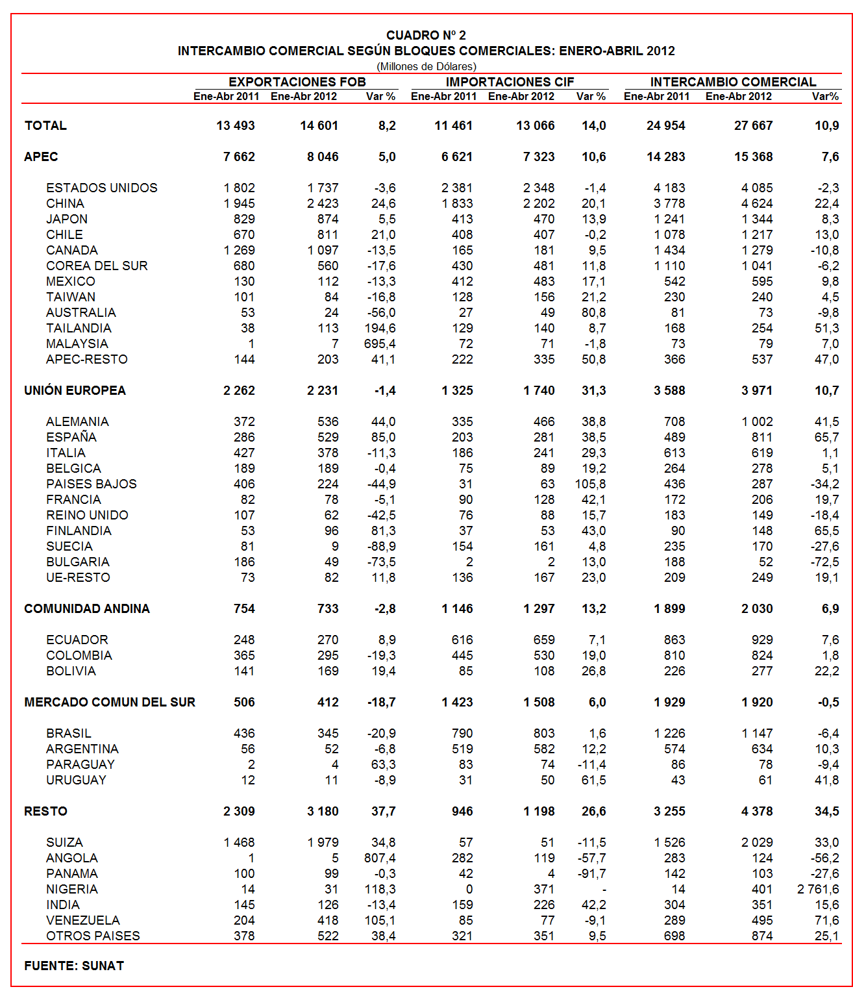 CUADRO Nº 2
INTERCAMBIO COMERCIAL SEGÚN BLOQUES COMERCIALES: ENERO-ABRIL 2012
(Millones de Dólares)
EXPORTACIONES FOB IMPORTACIONES CIF INTERCAMBIO COMERCIAL
Ene-Abr 2011 Ene-Abr 2012 Var % Ene-Abr 2011 Ene-Abr 2012 Var % Ene-Abr 2011 Ene-Abr 2012 Var%
TOTAL 13 493 14 601 8,2 11 461 13 066 14,0 24 954 27 667 10,9
APEC 7 662 8 046 5,0 6 621 7 323 10,6 14 283 15 368 7,6
ESTADOS UNIDOS 1 802 1 737 -3,6 2 381 2 348 -1,4 4 183 4 085 -2,3
CHINA 1 945 2 423 24,6 1 833 2 202 20,1 3 778 4 624 22,4
JAPON 829 874 5,5 413 470 13,9 1 241 1 344 8,3
CHILE 670 811 21,0 408 407 -0,2 1 078 1 217 13,0
CANADA 1 269 1 097 -13,5 165 181 9,5 1 434 1 279 -10,8
COREA DEL SUR 680 560 -17,6 430 481 11,8 1 110 1 041 -6,2
MEXICO 130 112 -13,3 412 483 17,1 542 595 9,8
TAIWAN 101 84 -16,8 128 156 21,2 230 240 4,5
AUSTRALIA 53 24 -56,0 27 49 80,8 81 73 -9,8
TAILANDIA 38 113 194,6 129 140 8,7 168 254 51,3
MALAYSIA 1 7 695,4 72 71 -1,8 73 79 7,0
APEC-RESTO 144 203 41,1 222 335 50,8 366 537 47,0
UNIÓN EUROPEA 2 262 2 231 -1,4 1 325 1 740 31,3 3 588 3 971 10,7
ALEMANIA 372 536 44,0 335 466 38,8 708 1 002 41,5
ESPAÑA 286 529 85,0 203 281 38,5 489 811 65,7
ITALIA 427 378 -11,3 186 241 29,3 613 619 1,1
BELGICA 189 189 -0,4 75 89 19,2 264 278 5,1
PAISES BAJOS 406 224 -44,9 31 63 105,8 436 287 -34,2
FRANCIA 82 78 -5,1 90 128 42,1 172 206 19,7
REINO UNIDO 107 62 -42,5 76 88 15,7 183 149 -18,4
FINLANDIA 53 96 81,3 37 53 43,0 90 148 65,5
SUECIA 81 9 -88,9 154 161 4,8 235 170 -27,6
BULGARIA 186 49 -73,5 2 2 13,0 188 52 -72,5
UE-RESTO 73 82 11,8 136 167 23,0 209 249 19,1
COMUNIDAD ANDINA 754 733 -2,8 1 146 1 297 13,2 1 899 2 030 6,9
ECUADOR 248 270 8,9 616 659 7,1 863 929 7,6
COLOMBIA 365 295 -19,3 445 530 19,0 810 824 1,8
BOLIVIA 141 169 19,4 85 108 26,8 226 277 22,2
MERCADO COMUN DEL SUR 506 412 -18,7 1 423 1 508 6,0 1 929 1 920 -0,5
BRASIL 436 345 -20,9 790 803 1,6 1 226 1 147 -6,4
ARGENTINA 56 52 -6,8 519 582 12,2 574 634 10,3
PARAGUAY 2 4 63,3 83 74 -11,4 86 78 -9,4
URUGUAY 12 11 -8,9 31 50 61,5 43 61 41,8
RESTO 2 309 3 180 37,7 946 1 198 26,6 3 255 4 378 34,5
SUIZA 1 468 1 979 34,8 57 51 -11,5 1 526 2 029 33,0
ANGOLA 1 5 807,4 282 119 -57,7 283 124 -56,2
PANAMA 100 99 -0,3 42 4 -91,7 142 103 -27,6
NIGERIA 14 31 118,3 0 371 - 14 401 2 761,6
INDIA 145 126 -13,4 159 226 42,2 304 351 15,6
VENEZUELA 204 418 105,1 85 77 -9,1 289 495 71,6
OTROS PAISES 378 522 38,4 321 351 9,5 698 874 25,1
FUENTE: SUNAT